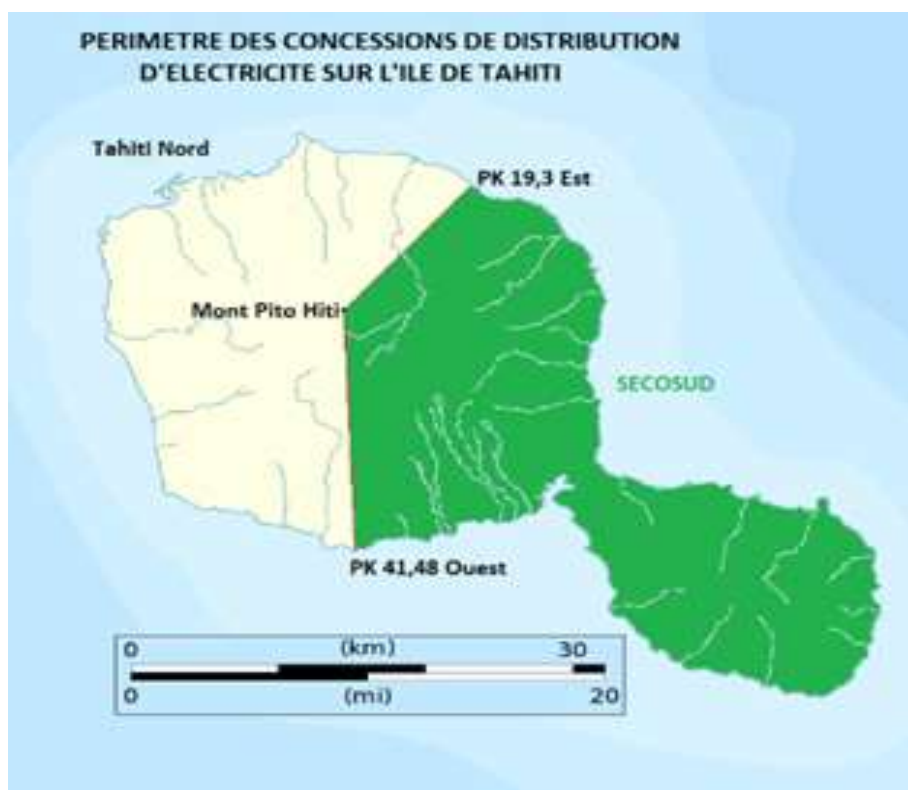 PERIMETRE DES CONCESSIONS DE DISTRIBUTION
D'ELECTRICITE SUR L'ILE DE TAHITI
Tahiti Nord
PK 19,3 Est
Mont Pito Hiti
SECOSUD
PK 41,48 Ouest
0 (km) 30
0 (mi) 20